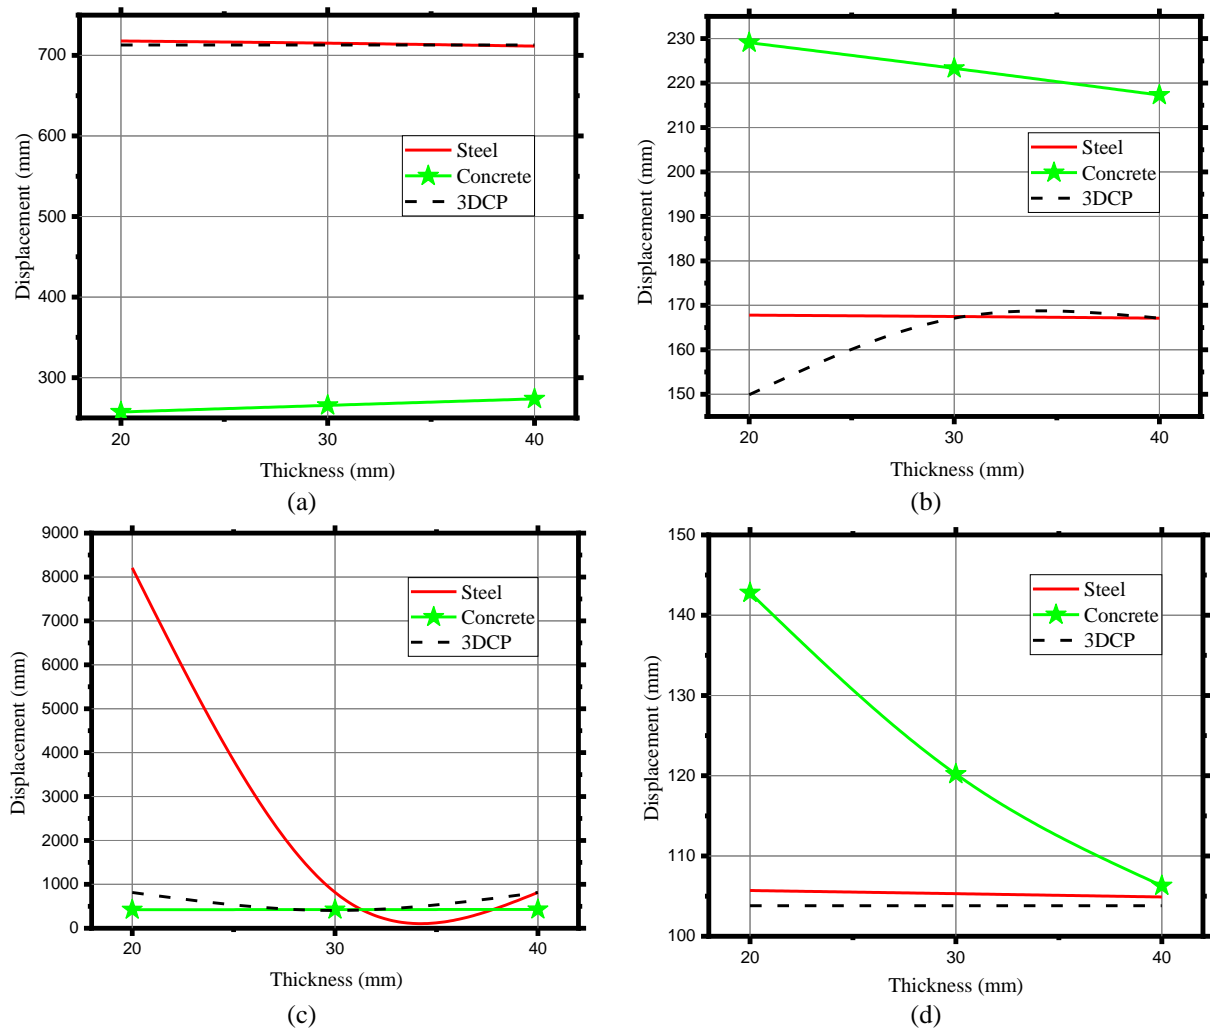 700
600
500
400
300
20
30
40
Displacement (mm)
Thickness (mm)
Steel
Concrete
3DCP
(a)
230
220
210
200
190
180
170
160
150
20
30
40
Displacement (mm)
Thickness (mm)
Steel
Concrete
3DCP
(b)
9000
8000
7000
6000
5000
4000
3000
2000
1000
0
20
30
40
Displacement (mm)
Thickness (mm)
Steel
Concrete
3DCP
(c)
150
140
130
120
110
100
20
30
40
Displacement (mm)
Thickness (mm)
Steel
Concrete
3DCP
(d)